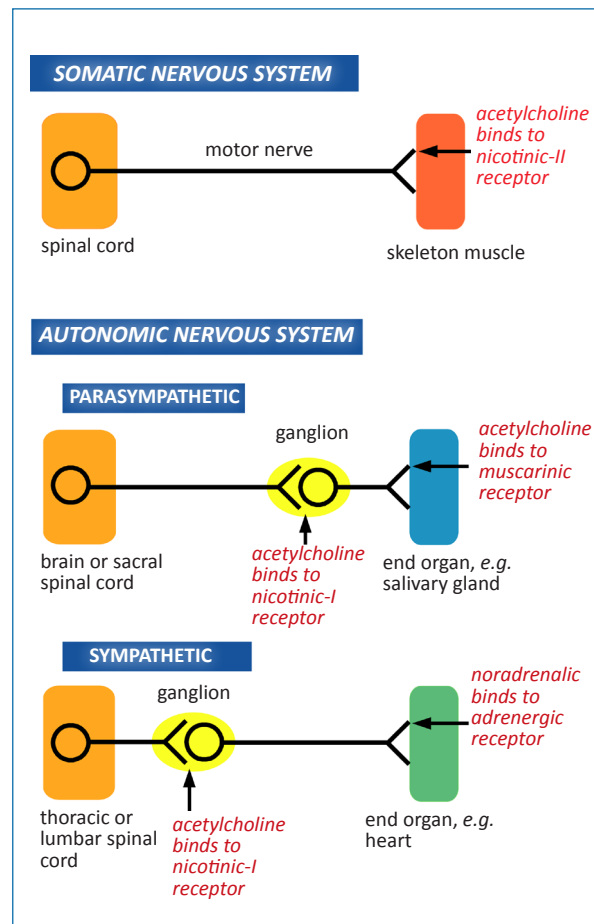 SOMATIC NERVOUS SYSTEM
acetylcholine
binds to
nicotinic-II
receptor
motor nerve
spinal cord
skeleton muscle
AUTONOMIC NERVOUS SYSTEM
PARASYMPATHETIC
ganglion
acetylcholine
binds to
muscarinic
receptor
brain or sacral
spinal cord
acetylcholine
binds to
nicotinic-I
receptor
end organ, e.g.
salivary gland
SYMPATHETIC
ganglion
noradrenalic
binds to
adrenergic
receptor
thoracic or
lumbar spinal
cord
acetylcholine
binds to
nicotinic-I
receptor
end organ, e.g.
heart